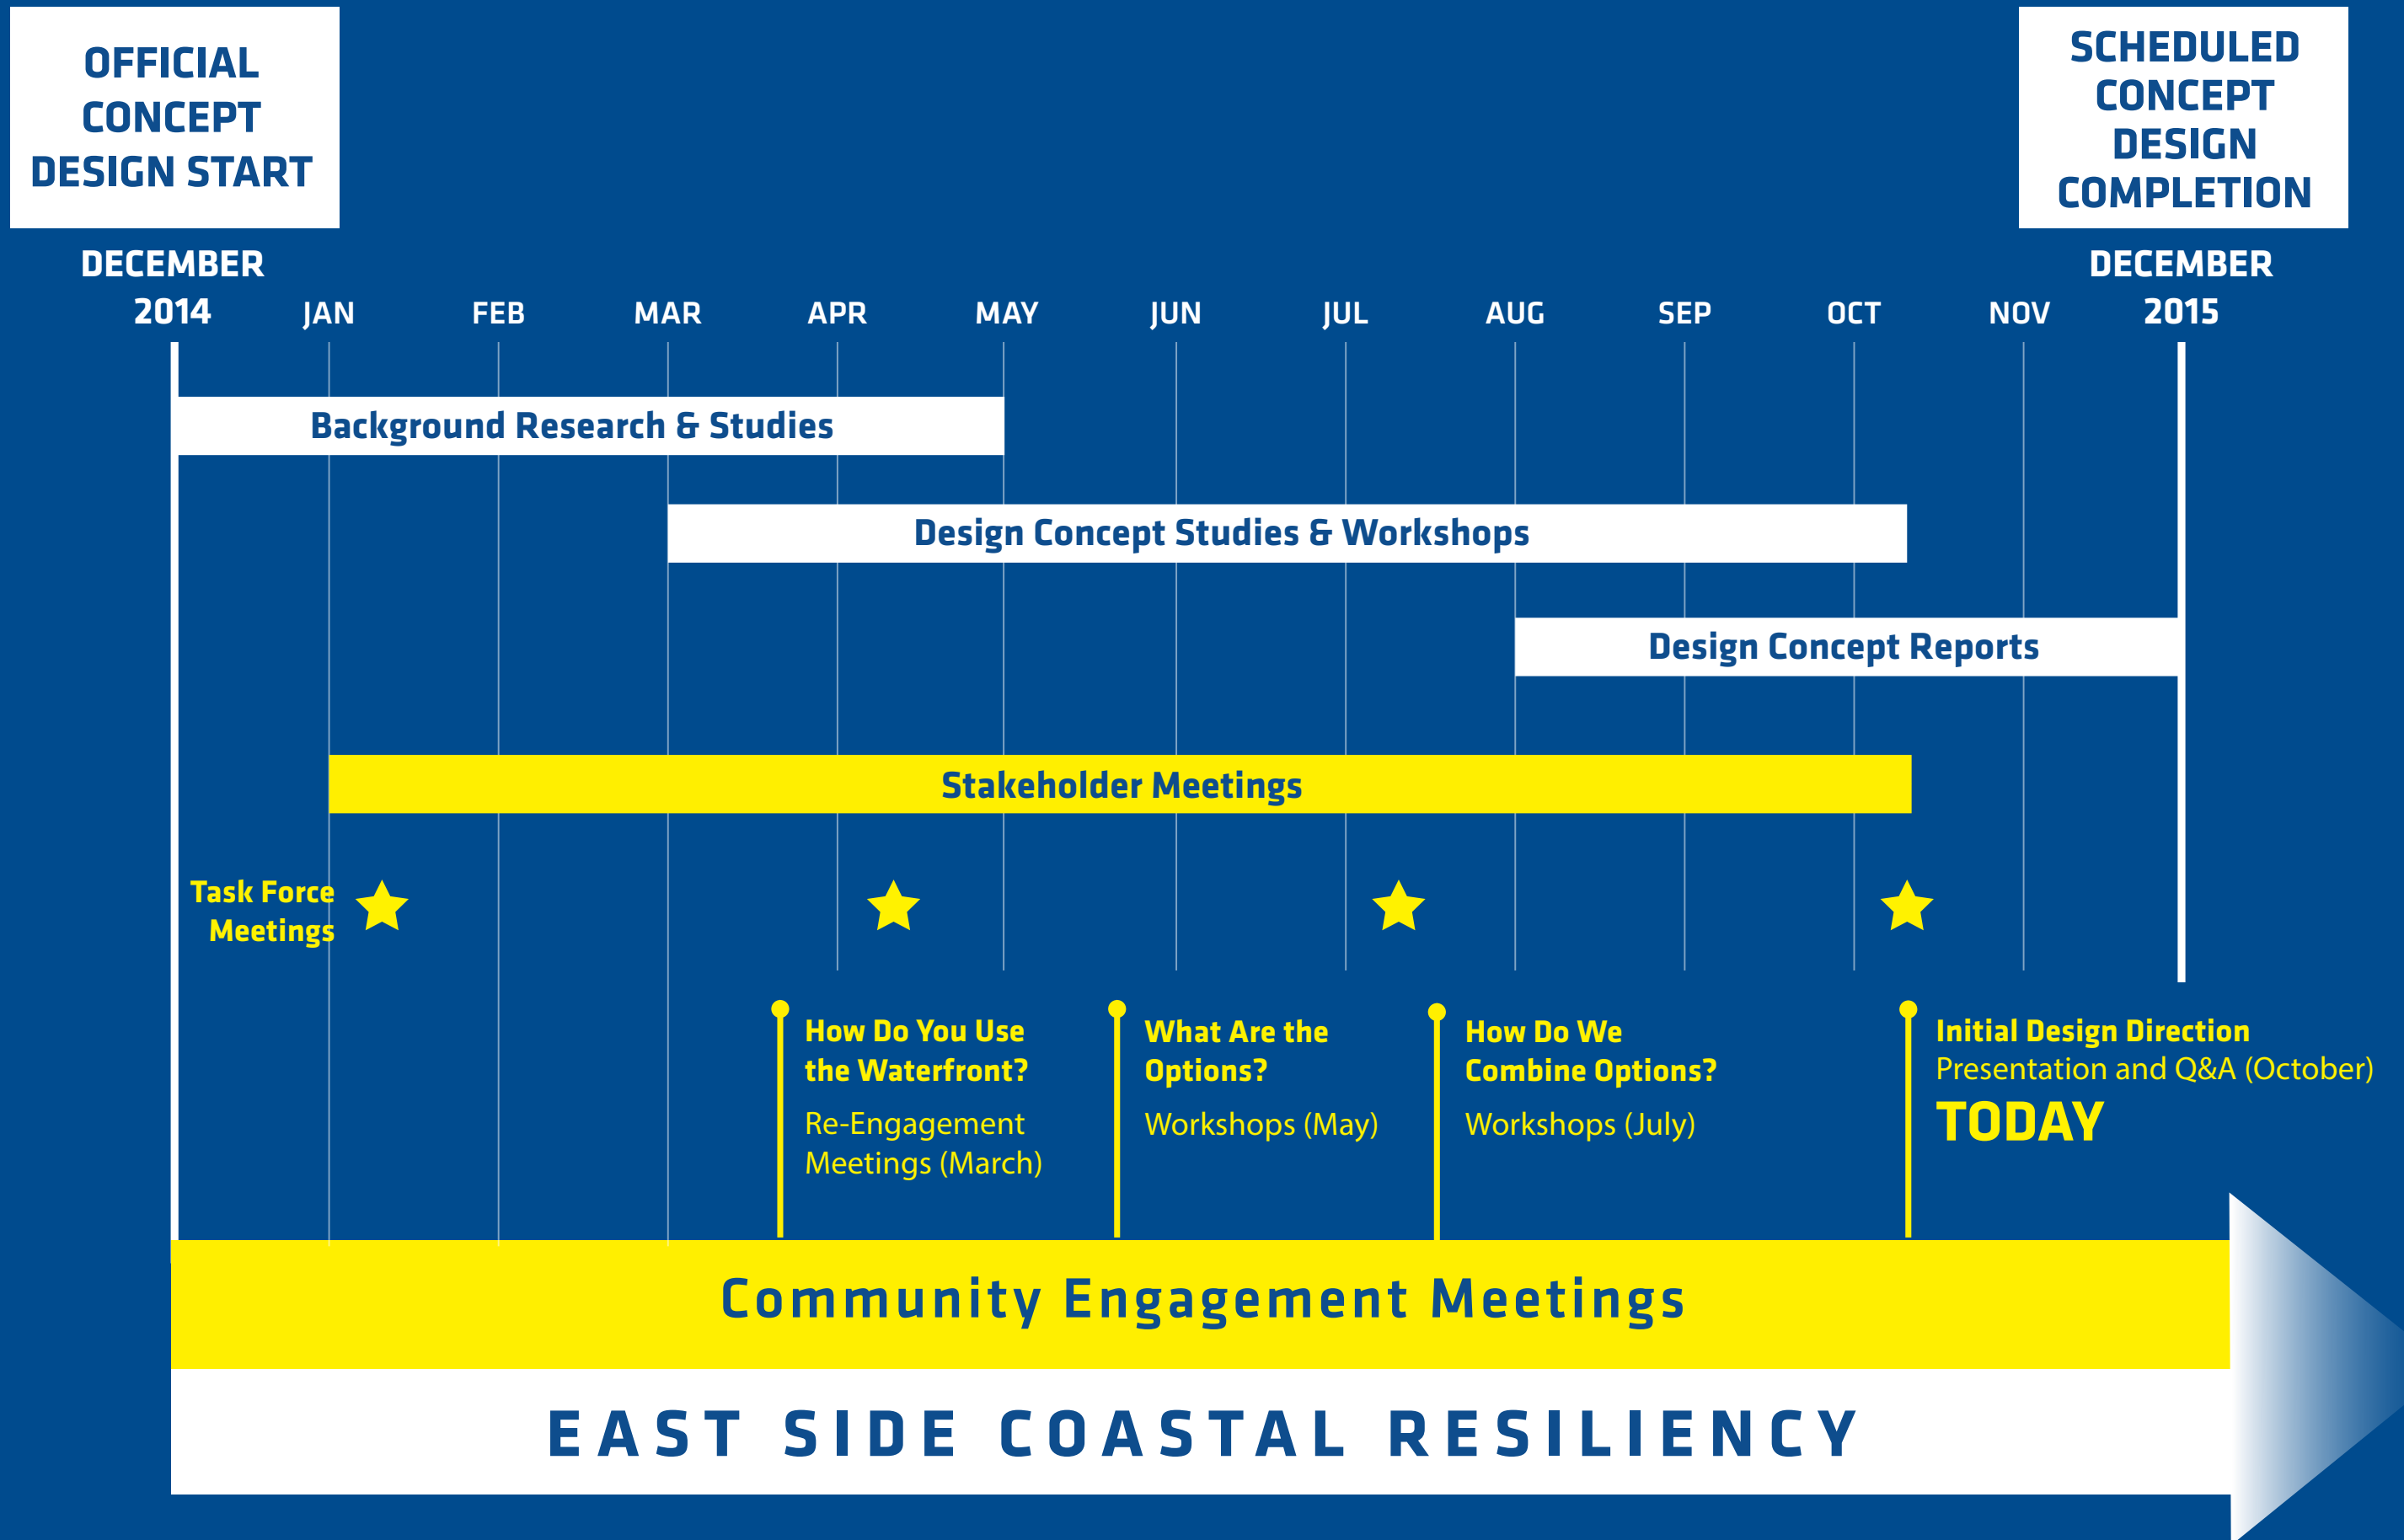 OFFICIAL
CONCEPT
DESIGN START
SCHEDULED
CONCEPT
DESIGN
COMPLETION
DECEMBER
2014
JAN
FEB
MAR
APR
MAY
JUN
JUL
AUG
SEP
OCT
NOV
DECEMBER
2015
Background Research & Studies
Design Concept Studies & Workshops
Design Concept Reports
Stakeholder Meetings
Task Force
Meetings
How Do You Use
the Waterfront?
Re-Engagement
Meetings (March)
What Are the
Options?
Workshops (May)
How Do We
Combine Options?
Workshops (July)
Initial Design Direction
Presentation and Q&A (October)
TODAY
Community Engagement Meetings
EAST SIDE COASTAL RESILIENCY